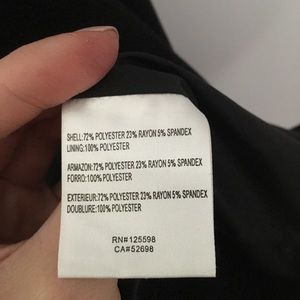 SHELL:72% POLYESTER 23% RAYON 5% SPANDEX
LINING:100% POLYESTER
ARMAZON:72% POLYESTER 23% RAYON 5% SPANDEX
FORRO:100% POLYESTER
EXTERIEUR:72% POLYESTER 23% RAYON 5% SPANDEX
DOUBLURE:100% POLYESTER
RN#125598
CA#52698